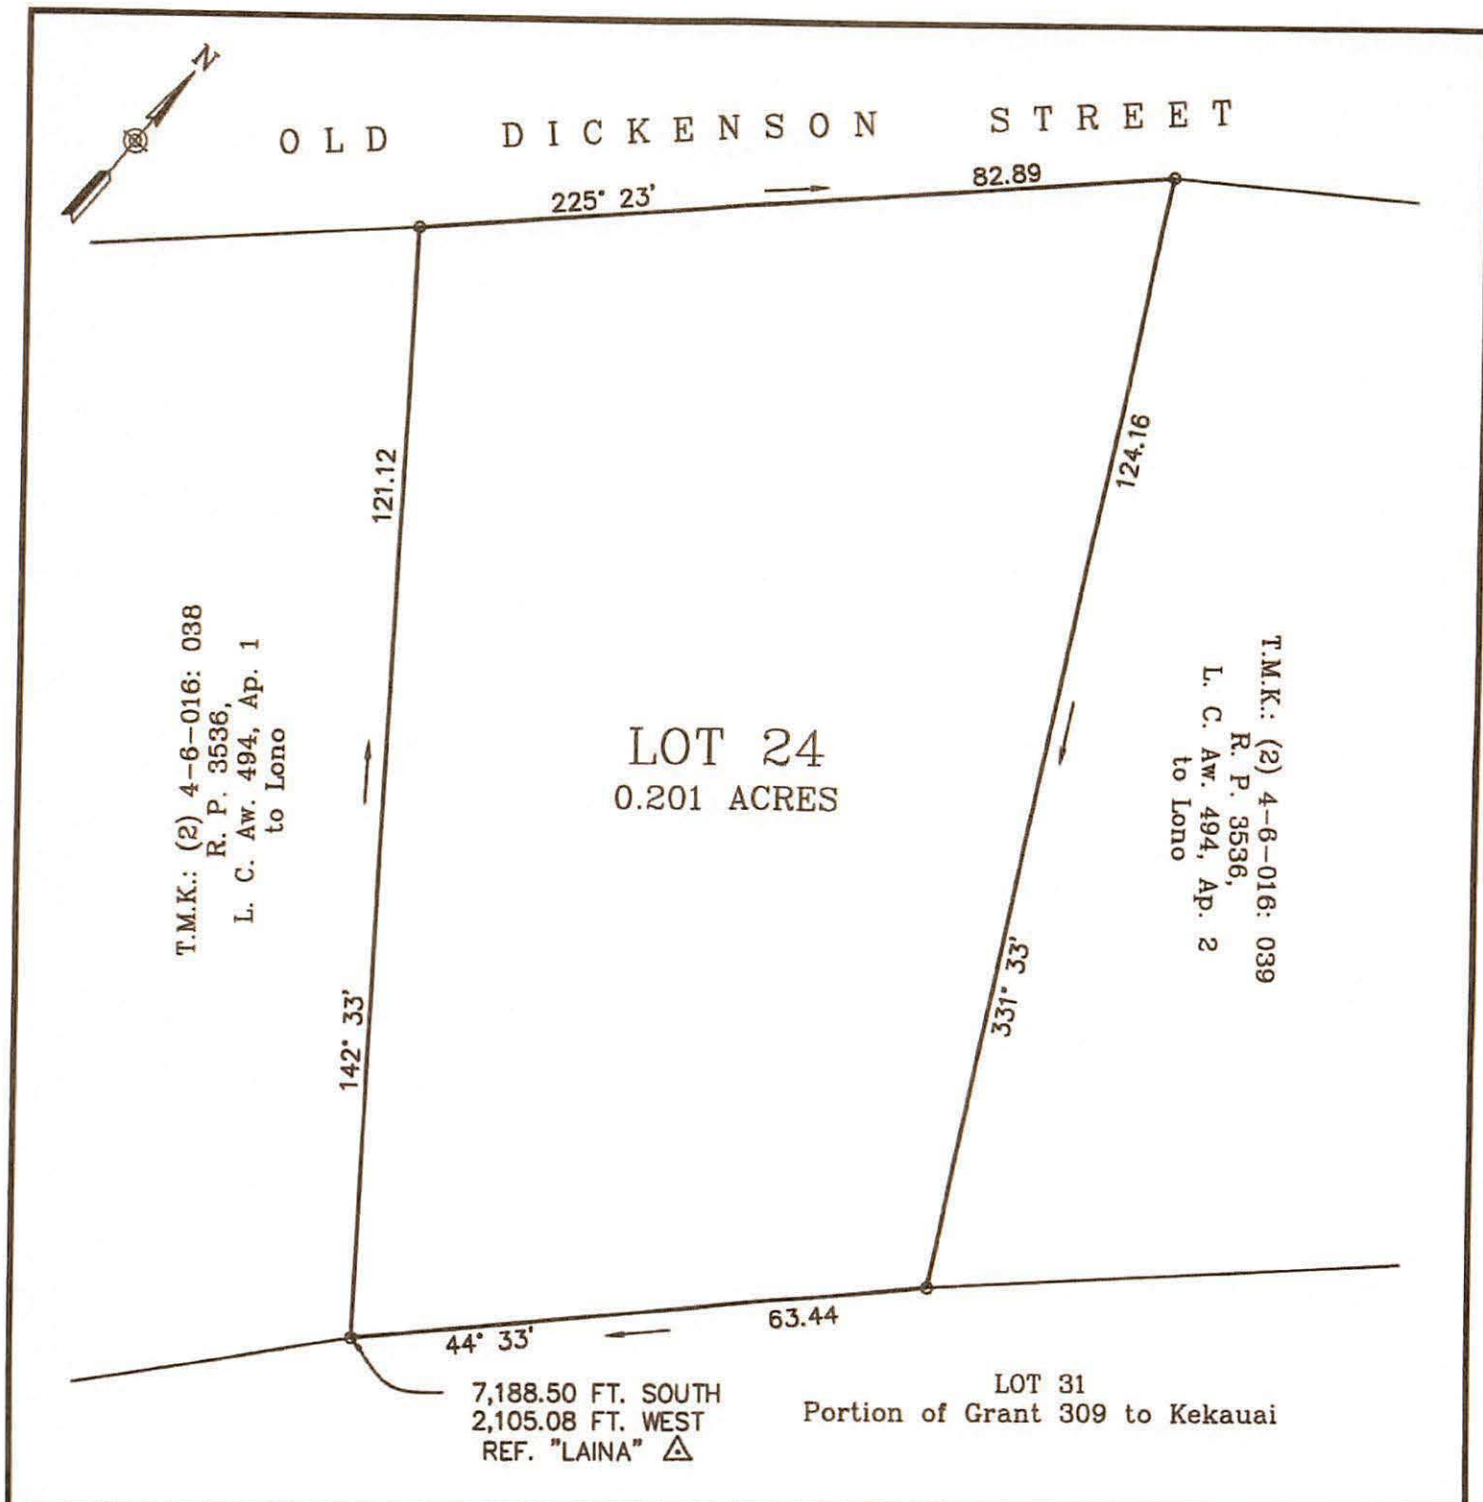 N
OLD DICKENSON STREET
225° 23'
82.89
121.12
124.16
T.M.K.: (2) 4-6-016: 038
R. P. 3536,
L. C. Aw. 494, Ap. 1
to Lono
T.M.K.: (2) 4-6-016: 039
R. P. 3536,
L. C. Aw. 494, Ap. 2
to Lono
LOT 24
0.201 ACRES
142° 33'
331° 33'
44° 33'
63.44
7,188.50 FT. SOUTH
2,105.08 FT. WEST
REF. "LAINA"
LOT 31
Portion of Grant 309 to Kekauai